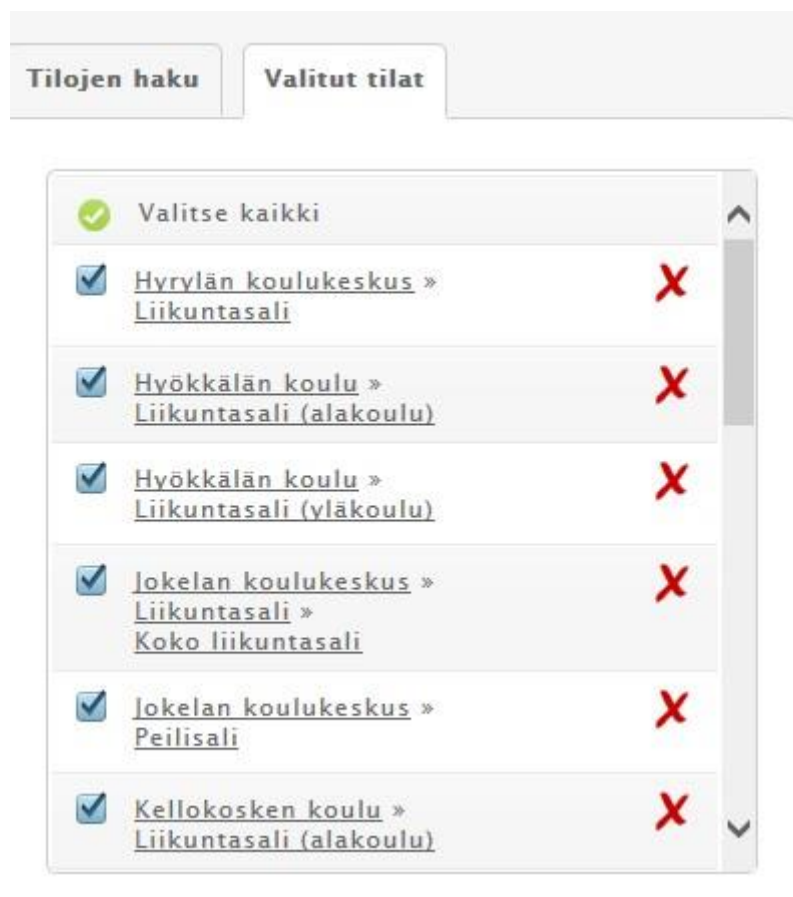 Tilojen haku
Valitut tilat
Valitse kaikki
Hyrylän koulukeskus »
Liikuntasali
Hyökkälän koulu »
Liikuntasali (alakoulu)
Hyökkälän koulu »
Liikuntasali (yläkoulu)
Jokelan koulukeskus »
Liikuntasali »
Koko liikuntasali
Jokelan koulukeskus »
Peilisali
Kellokosken koulu »
Liikuntasali (alakoulu)